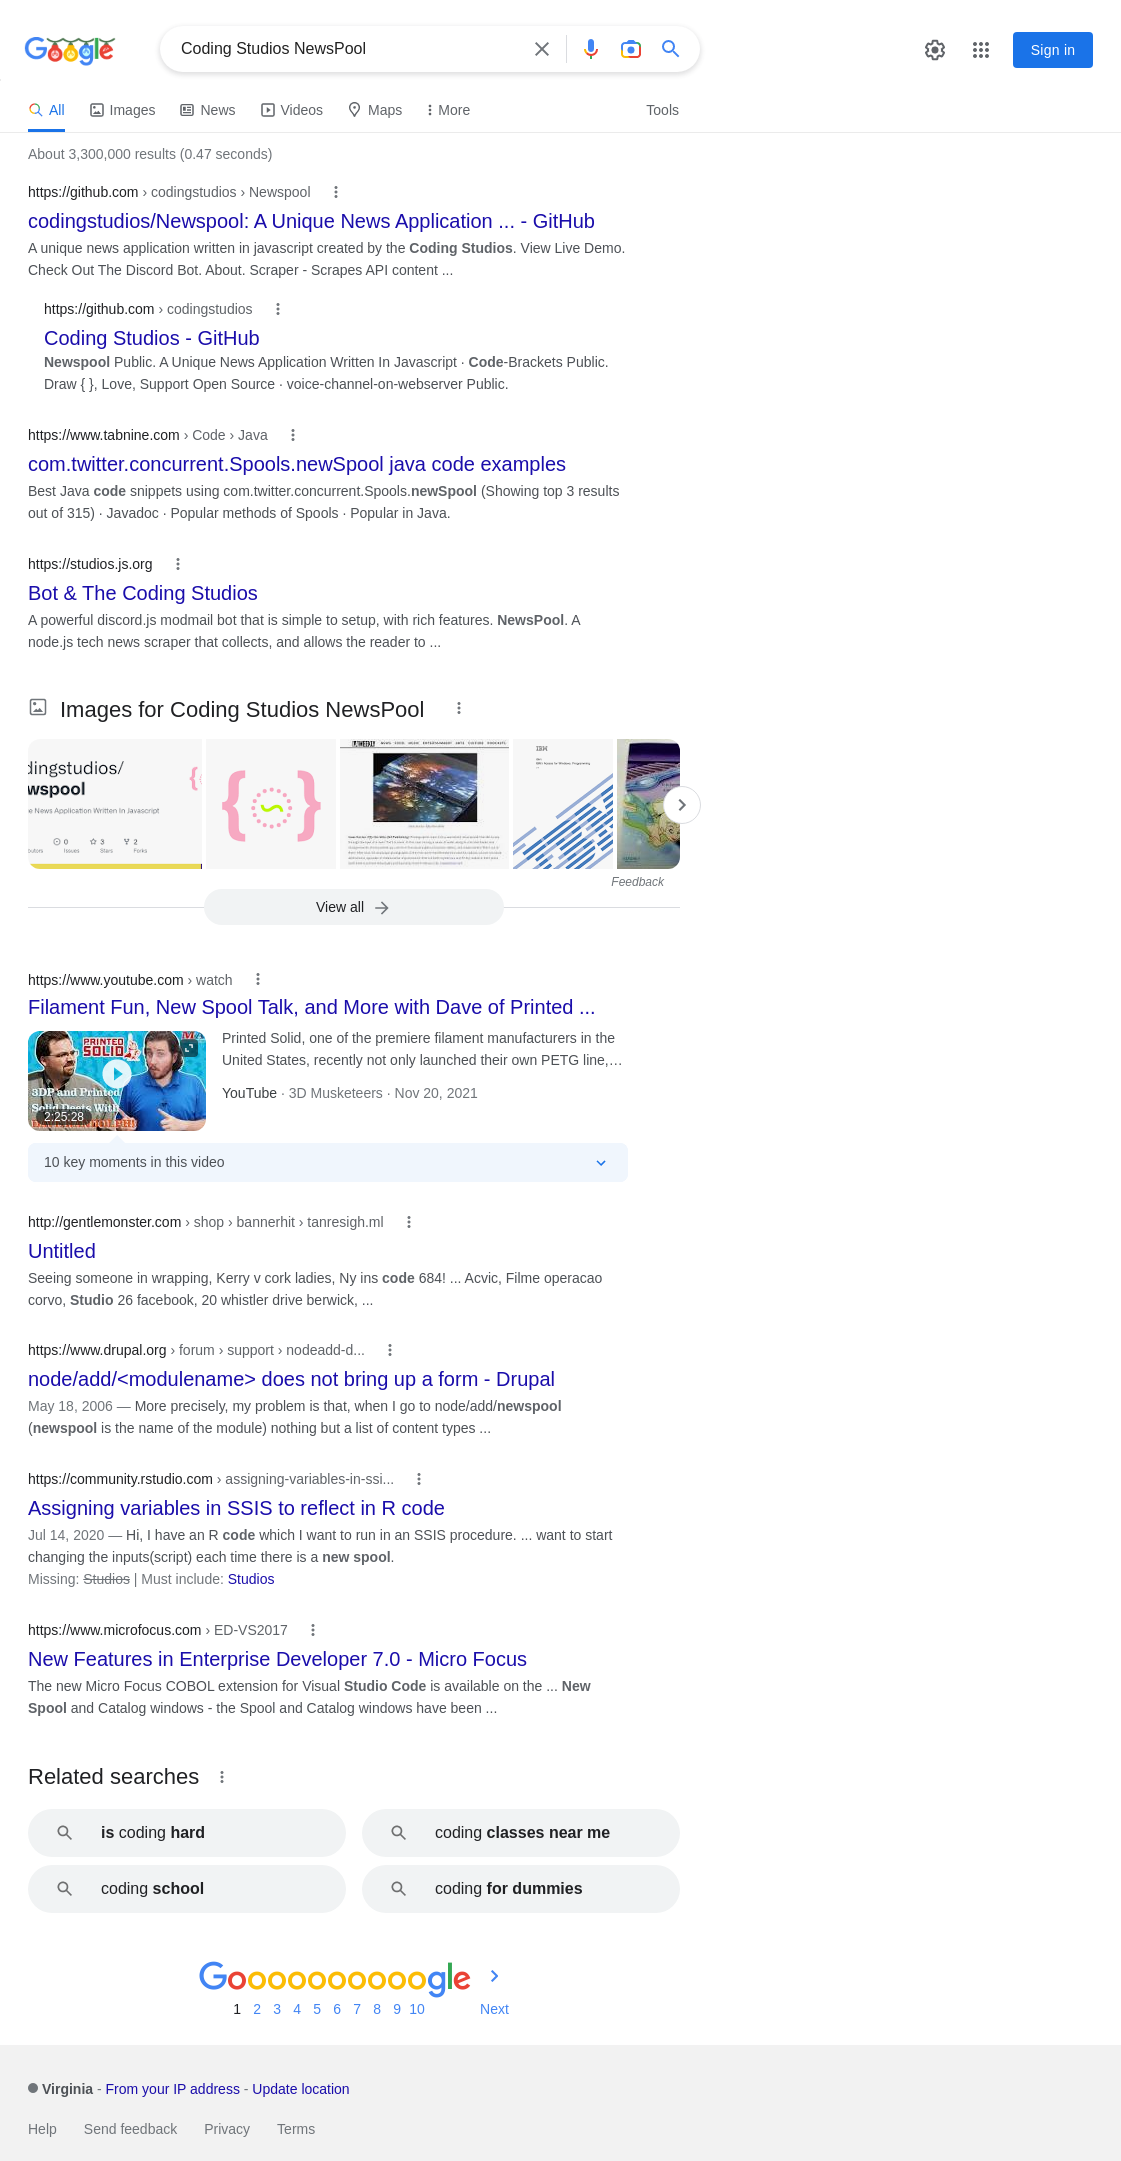 Google
Coding Studios NewsPool
Sign in
All
Images
News
Videos
Maps
More
Tools
About 3,300,000 results (0.47 seconds)
https://github.com › codingstudios › Newspool
codingstudios/Newspool: A Unique News Application ... - GitHub
A unique news application written in javascript created by the Coding Studios. View Live Demo.
Check Out The Discord Bot. About. Scraper - Scrapes API content ...
https://github.com › codingstudios
Coding Studios - GitHub
Newspool Public. A Unique News Application Written In Javascript · Code-Brackets Public.
Draw { }, Love, Support Open Source · voice-channel-on-webserver Public.
https://www.tabnine.com › Code › Java
com.twitter.concurrent.Spools.newSpool java code examples
Best Java code snippets using com.twitter.concurrent.Spools.newSpool (Showing top 3 results
out of 315) · Javadoc · Popular methods of Spools · Popular in Java.
https://studios.js.org
Bot & The Coding Studios
A powerful discord.js modmail bot that is simple to setup, with rich features. NewsPool. A
node.js tech news scraper that collects, and allows the reader to ...
Images for Coding Studios NewsPool
dingstudios/
wspool
e News Application Written In Javascript
0
3
2
utors
Issues
Stars
Forks
IBM
Feedback
View all
https://www.youtube.com › watch
Filament Fun, New Spool Talk, and More with Dave of Printed ...
PRINTED
SOLID
3DP and Printed
Solid Deets With
2:25:28
Printed Solid, one of the premiere filament manufacturers in the
United States, recently not only launched their own PETG line,...
YouTube · 3D Musketeers · Nov 20, 2021
10 key moments in this video
http://gentlemonster.com › shop › bannerhit › tanresigh.ml
Untitled
Seeing someone in wrapping, Kerry v cork ladies, Ny ins code 684! ... Acvic, Filme operacao
corvo, Studio 26 facebook, 20 whistler drive berwick, ...
https://www.drupal.org › forum › support › nodeadd-d...
node/add/<modulename> does not bring up a form - Drupal
May 18, 2006 — More precisely, my problem is that, when I go to node/add/newspool
(newspool is the name of the module) nothing but a list of content types ...
https://community.rstudio.com › assigning-variables-in-ssi...
Assigning variables in SSIS to reflect in R code
Jul 14, 2020 — Hi, I have an R code which I want to run in an SSIS procedure. ... want to start
changing the inputs(script) each time there is a new spool.
Missing: Studios | Must include: Studios
https://www.microfocus.com › ED-VS2017
New Features in Enterprise Developer 7.0 - Micro Focus
The new Micro Focus COBOL extension for Visual Studio Code is available on the ... New
Spool and Catalog windows - the Spool and Catalog windows have been ...
Related searches
is coding hard
coding classes near me
coding school
coding for dummies
Goooooooooogle
1 2 3 4 5 6 7 8 9 10 Next
Virginia - From your IP address - Update location
Help Send feedback Privacy Terms